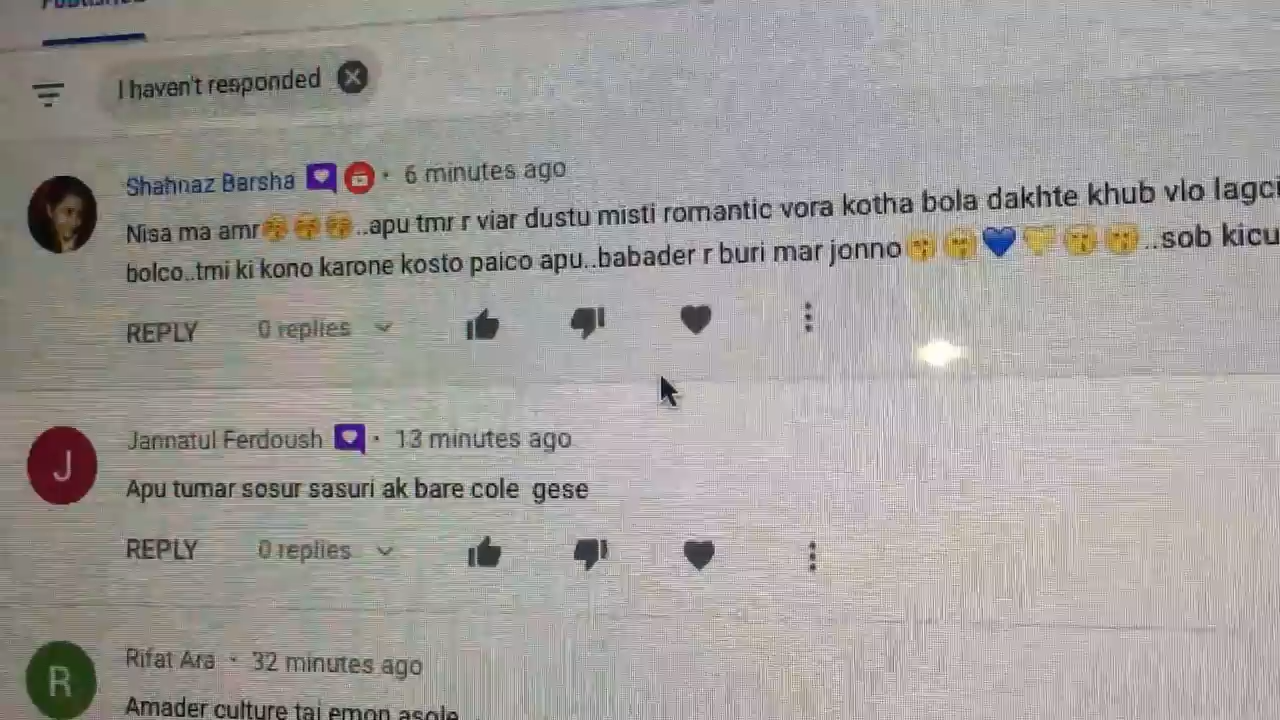 I haven't responded
Shahnaz Barsha • 6 minutes ago
Nisa ma amr🤭🤭🤭..apu tmr r viar dustu misti romantic vora kotha bola dakhte khub vlo lagci
bolco..tmi ki kono karone kosto paico apu..babader r buri mar jonno😙😙💙💛😙😙..sob kicu
REPLY 0 replies
Jannatul Ferdoush • 13 minutes ago
Apu tumar sosur sasuri ak bare cole gese
REPLY 0 replies
J
Rifat Ara • 32 minutes ago
R
Amader culture tai emon asole